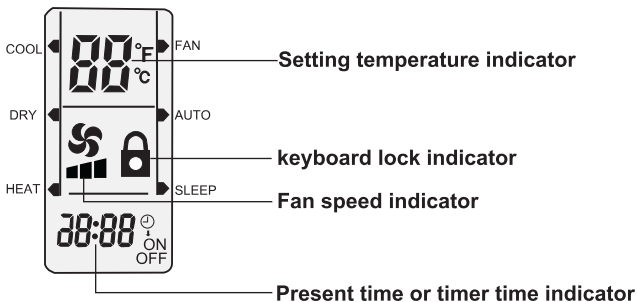 COOL
88°F
°C
FAN
Setting temperature indicator
DRY
AUTO
keyboard lock indicator
HEAT
SLEEP
Fan speed indicator
88:88
ON
OFF
Present time or timer time indicator